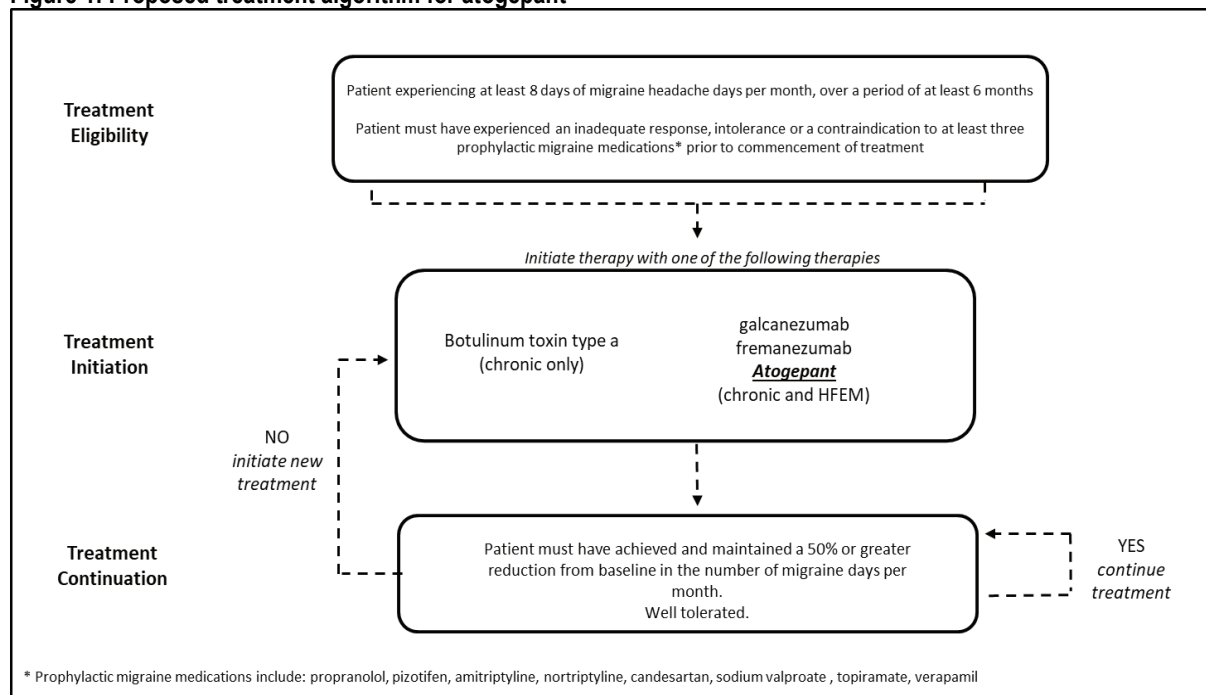 Figure 1: Proposed treatment algorithm for atogepant
Treatment
Eligibility
Patient experiencing at least 8 days of migraine headache days per month, over a period of at least 6 months
Patient must have experienced an inadequate response, intolerance or a contraindication to at least three
prophylactic migraine medications* prior to commencement of treatment
Initiate therapy with one of the following therapies
Treatment
Initiation
Botulinum toxin type a
(chronic only)
galcanezumab
fremanezumab
Atogepant
(chronic and HFEM)
NO
initiate new
treatment
Treatment
Continuation
Patient must have achieved and maintained a 50% or greater
reduction from baseline in the number of migraine days per
month.
Well tolerated.
YES
continue
treatment
* Prophylactic migraine medications include: propranolol, pizotifen, amitriptyline, nortriptyline, candesartan, sodium valproate , topiramate, verapamil